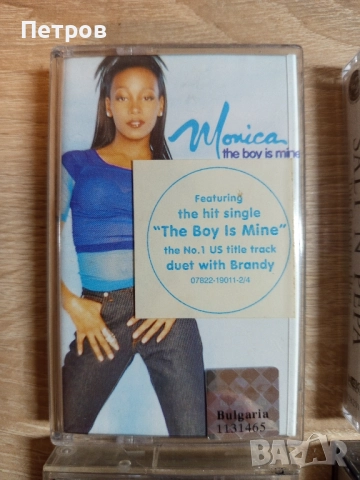 Петров
Monica
the boy is mine
Featuring
the hit single
"The Boy Is Mine"
the No.1 US title track
duet with Brandy
07822-19011-2/4
Bulgaria
1131465
BAZAR